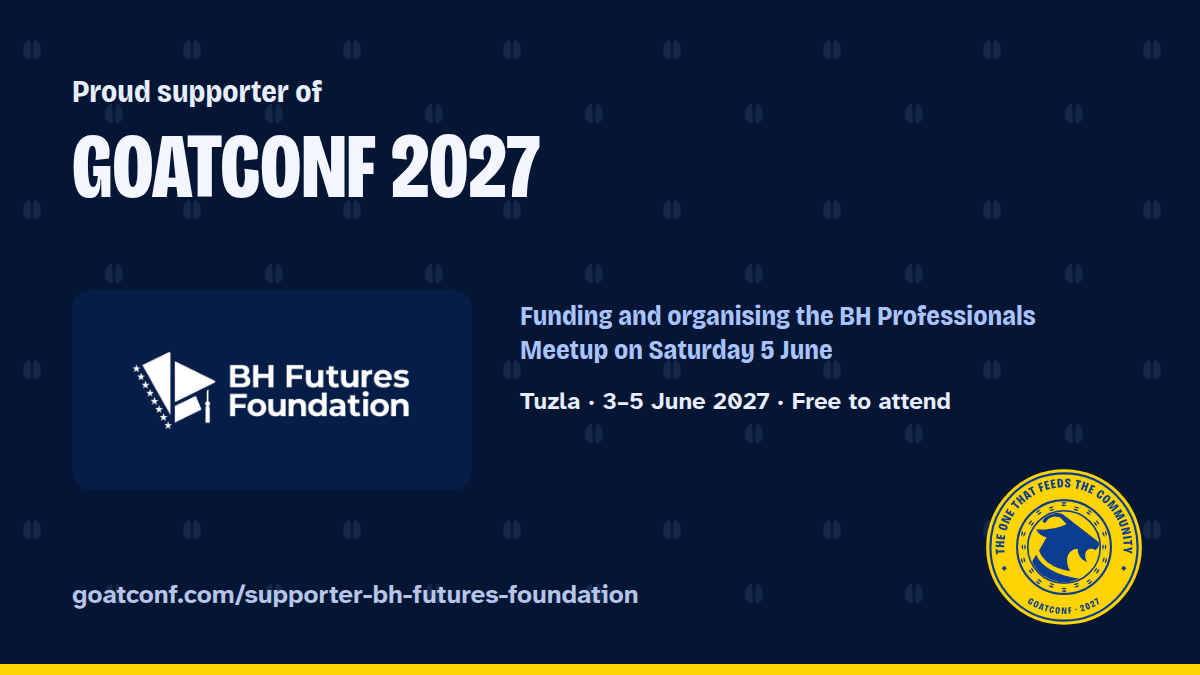 Proud supporter of
GOATCONF 2027
BH Futures
Foundation
Funding and organising the BH Professionals
Meetup on Saturday 5 June
Tuzla · 3–5 June 2027 · Free to attend
THE ONE THAT FEEDS THE COMMUNITY
GOATCONF · 2027
goatconf.com/supporter-bh-futures-foundation